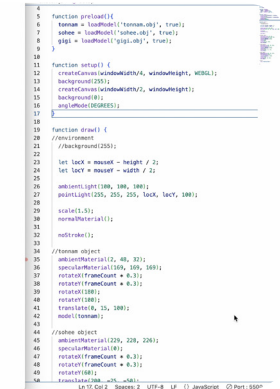 4
5 function preload(){
6 tonnam = loadModel('tonnam.obj', true);
7 sohee = loadModel('sohee.obj', true);
8 gigi = loadModel('gigi.obj', true);
9 }
10
11 function setup() {
12 createCanvas(windowWidth/4, windowHeight, WEBGL);
13 background(255);
14 createCanvas(windowWidth/2, windowHeight);
15 background(0);
16 angleMode(DEGREES);
17 }
18
19 function draw() {
20 //environment
21 //background(255);
22
23 let locX = mouseX - height / 2;
24 let locY = mouseY - width / 2;
25
26 ambientLight(100, 100, 100);
27 pointLight(255, 255, 255, locX, locY, 100);
28
29 scale(1.5);
30 normalMaterial();
31
32 noStroke();
33
34 //tonnam object
35 ambientMaterial(2, 48, 32);
36 specularMaterial(169, 169, 169);
37 rotateX(frameCount * 0.3);
38 rotateY(frameCount * 0.3);
39 rotateX(180);
40 rotateY(100);
41 translate(0, 15, 100);
42 model(tonnam);
43
44 //sohee object
45 ambientMaterial(229, 228, 226);
46 specularMaterial(0);
47 rotateX(frameCount * 0.3);
48 rotateY(frameCount * 0.3);
49 rotateY(60);
50 translate(200, -25, -50);
Ln 17, Col 2 Spaces: 2 UTF-8 LF {} JavaScript Port : 5500